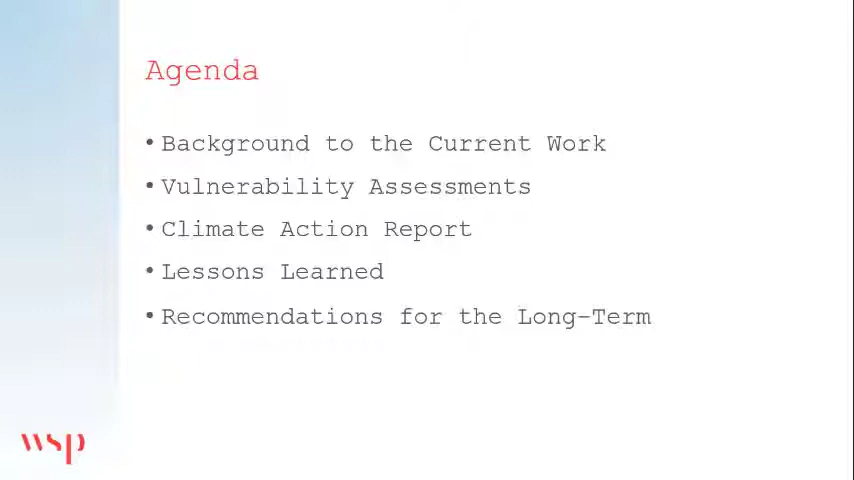 Agenda
• Background to the Current Work
• Vulnerability Assessments
• Climate Action Report
• Lessons Learned
• Recommendations for the Long-Term
wsp